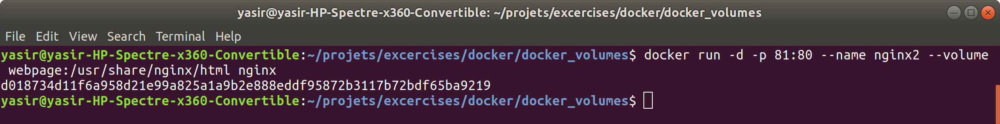 yasir@yasir-HP-Spectre-x360-Convertible: ~/projets/excercises/docker/docker_volumes
File Edit View Search Terminal Help
yasir@yasir-HP-Spectre-x360-Convertible:~/projets/excercises/docker/docker_volumes$ docker run -d -p 81:80 --name nginx2 --volume
webpage:/usr/share/nginx/html nginx
d018734d11f6a958d21e99a825a1a9b2e888eddf95872b3117b72bdf65ba9219
yasir@yasir-HP-Spectre-x360-Convertible:~/projets/excercises/docker/docker_volumes$